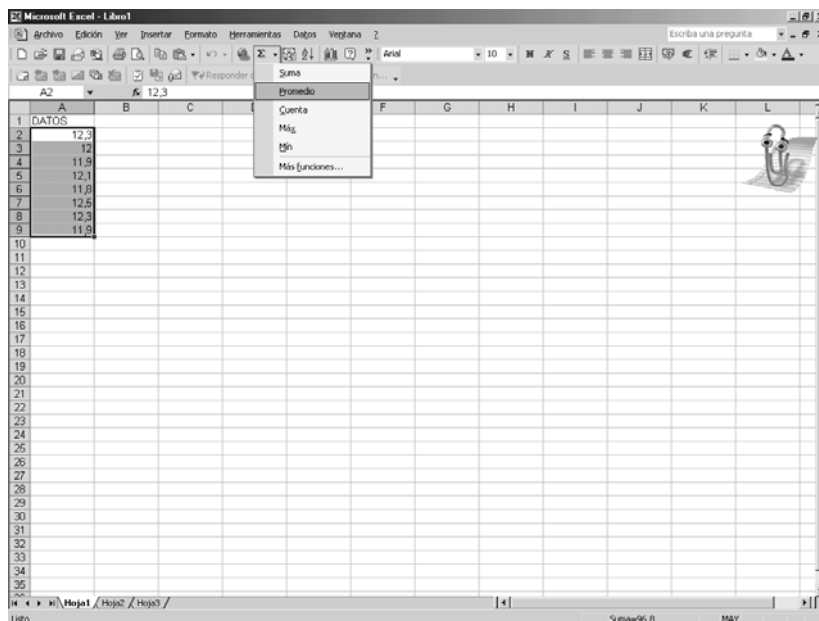 Microsoft Excel - Libro1
Archivo Edición Ver Insertar Formato Herramientas Datos Ventana ? Escriba una pregunta
Arial 10 N K S
Responder
A2 fx 12,3
Suma
Promedio
Cuenta
Máx
Mín
Más funciones...
A B C F G H I J K L
1 DATOS
2 12,3
3 12
4 11,9
5 12,1
6 11,8
7 12,5
8 12,3
9 11,9
10
11
12
13
14
15
16
17
18
19
20
21
22
23
24
25
26
27
28
29
30
31
32
33
34
35
Hoja1 Hoja2 Hoja3
Listo Suma=96,8 MAY